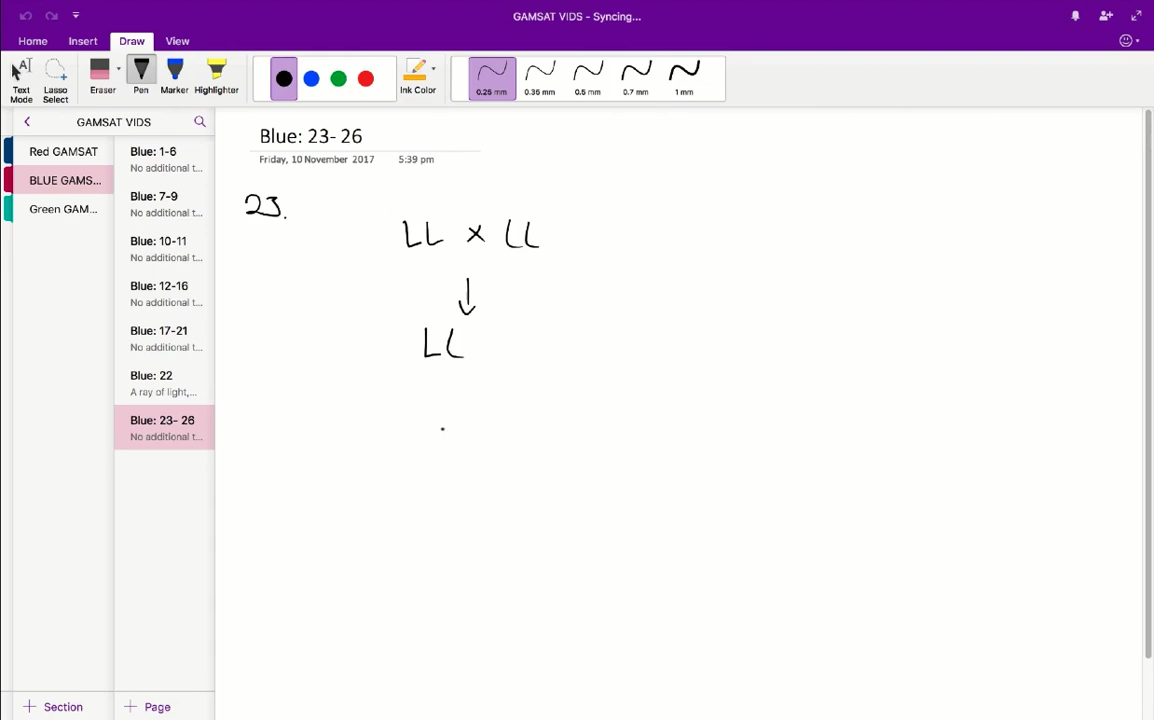 GAMSAT VIDS - Syncing...
Home Insert Draw View
Text Mode
Lasso Select
Eraser
Pen
Marker
Highlighter
Ink Color
0.25 mm
0.35 mm
0.5 mm
0.7 mm
1 mm
GAMSAT VIDS
Red GAMSAT
BLUE GAMS...
Green GAM...
Blue: 1-6
No additional t...
Blue: 7-9
No additional t...
Blue: 10-11
No additional t...
Blue: 12-16
No additional t...
Blue: 17-21
No additional t...
Blue: 22
A ray of light,...
Blue: 23- 26
No additional t...
+ Section
+ Page
Blue: 23- 26
Friday, 10 November 2017 5:39 pm
23.
LL × LL
↓
LL